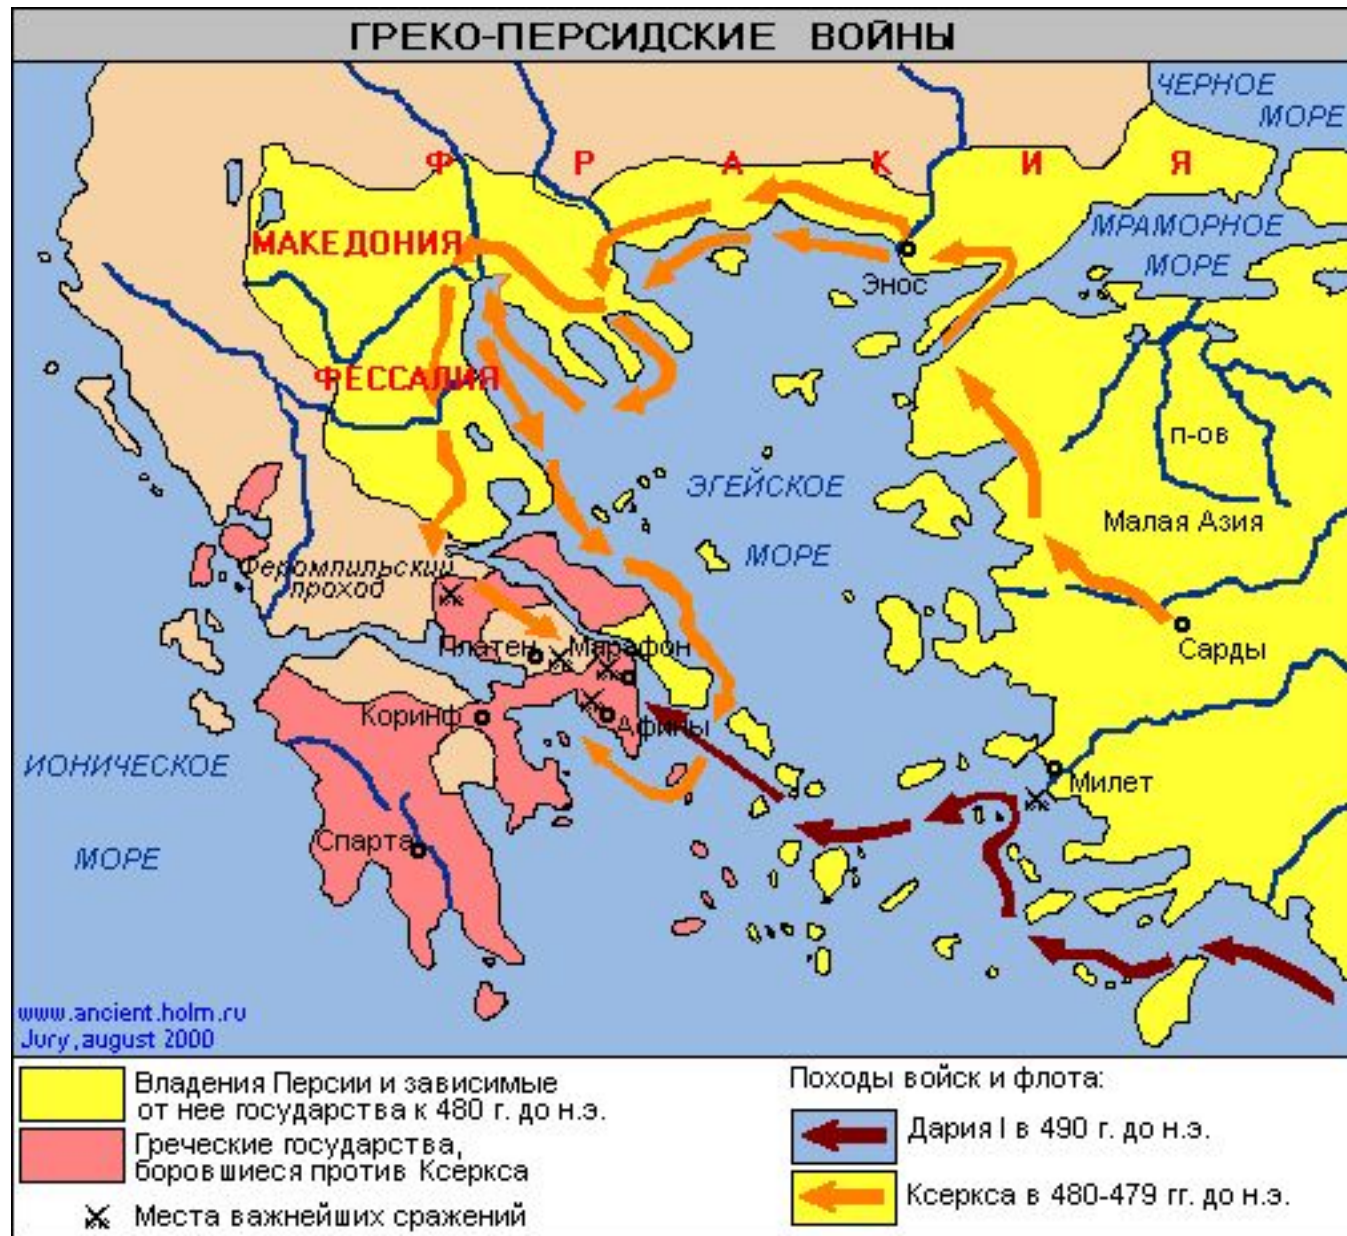 ГРЕКО-ПЕРСИДСКИЕ ВОЙНЫ
ЧЕРНОЕ
МОРЕ
ФРАКИЯ
МАКЕДОНИЯ
МРАМОРНОЕ
МОРЕ
Энос
ФЕССАЛИЯ
п-ов
Малая Азия
ЭГЕЙСКОЕ
МОРЕ
Феромпильский
проход
Платен
Марафон
Сарды
Коринф
Афины
ИОНИЧЕСКОЕ
МОРЕ
Милет
Спарта
www.ancient.holm.ru
Jury,august 2000
Владения Персии и зависимые
от нее государства к 480 г. до н.э.
Греческие государства,
боровшиеся против Ксеркса
Места важнейших сражений
Походы войск и флота:
Дария I в 490 г. до н.э.
Ксеркса в 480-479 гг. до н.э.